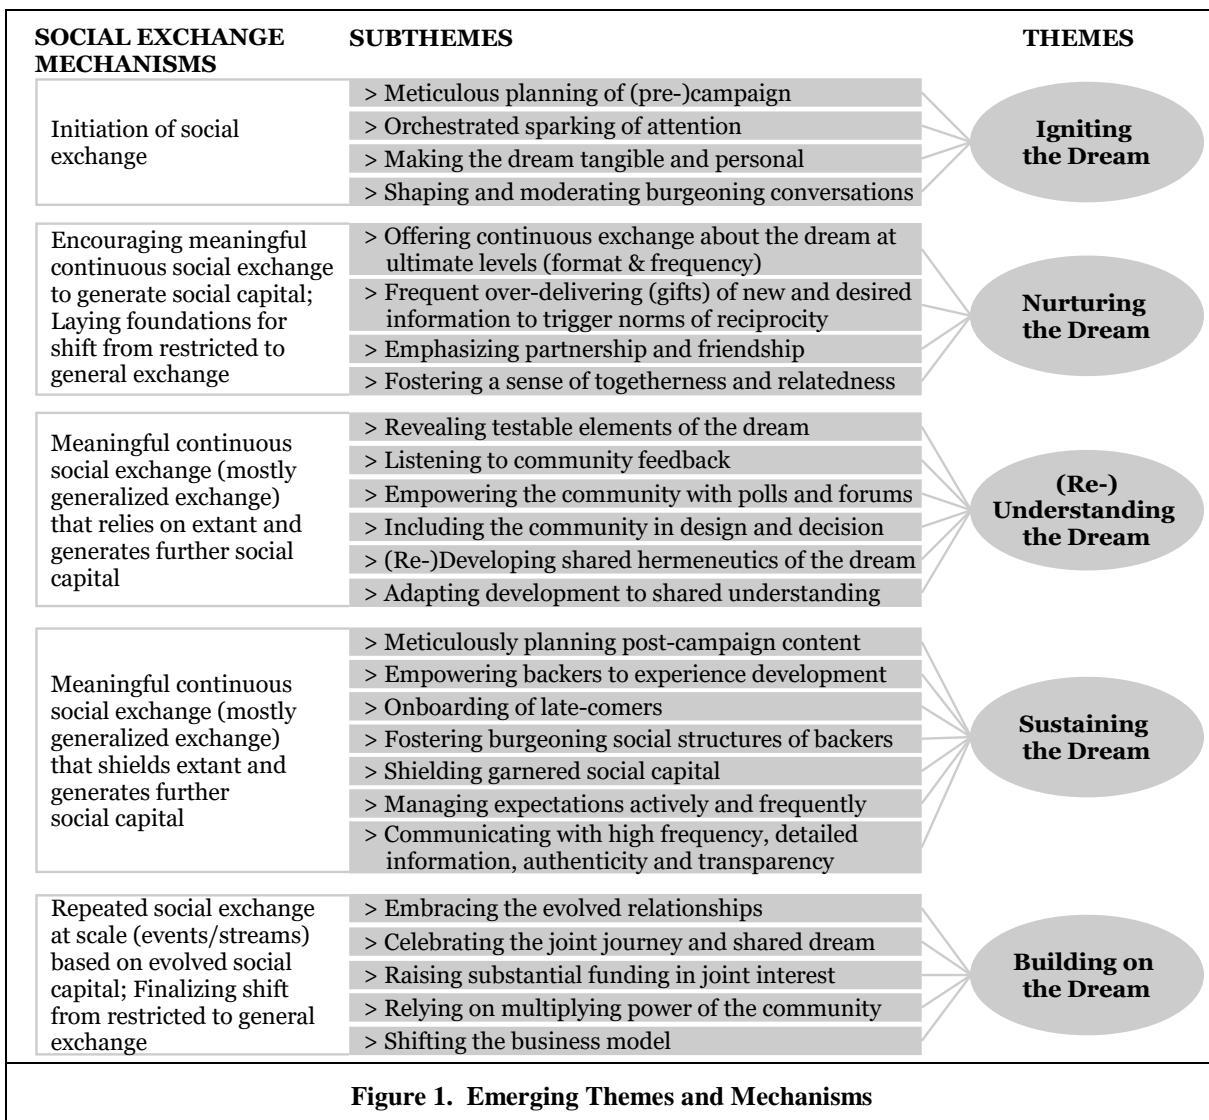 SOCIAL EXCHANGE
MECHANISMS
SUBTHEMES
THEMES
Initiation of social
exchange
> Meticulous planning of (pre-)campaign
> Orchestrated sparking of attention
> Making the dream tangible and personal
> Shaping and moderating burgeoning conversations
Igniting
the Dream
Encouraging meaningful
continuous social exchange
to generate social capital;
Laying foundations for
shift from restricted to
general exchange
> Offering continuous exchange about the dream at
ultimate levels (format & frequency)
> Frequent over-delivering (gifts) of new and desired
information to trigger norms of reciprocity
> Emphasizing partnership and friendship
> Fostering a sense of togetherness and relatedness
Nurturing
the Dream
Meaningful continuous
social exchange (mostly
generalized exchange)
that relies on extant and
generates further social
capital
> Revealing testable elements of the dream
> Listening to community feedback
> Empowering the community with polls and forums
> Including the community in design and decision
> (Re-)Developing shared hermeneutics of the dream
> Adapting development to shared understanding
(Re-)
Understanding
the Dream
Meaningful continuous
social exchange (mostly
generalized exchange)
that shields extant and
generates further
social capital
> Meticulously planning post-campaign content
> Empowering backers to experience development
> Onboarding of late-comers
> Fostering burgeoning social structures of backers
> Shielding garnered social capital
> Managing expectations actively and frequently
> Communicating with high frequency, detailed
information, authenticity and transparency
Sustaining
the Dream
Repeated social exchange
at scale (events/streams)
based on evolved social
capital; Finalizing shift
from restricted to general
exchange
> Embracing the evolved relationships
> Celebrating the joint journey and shared dream
> Raising substantial funding in joint interest
> Relying on multiplying power of the community
> Shifting the business model
Building on
the Dream
Figure 1. Emerging Themes and Mechanisms